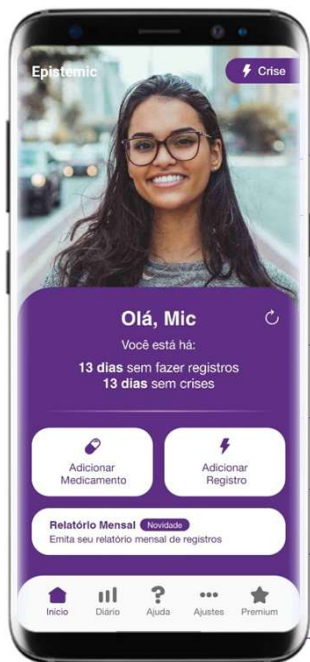 Epistemic
Crise
Olá, Mic
Você está há:
13 dias sem fazer registros
13 dias sem crises
Adicionar
Medicamento
Adicionar
Registro
Relatório Mensal Novidade
Emita seu relatório mensal de registros
Início
Diário
Ajuda
Ajustes
Premium